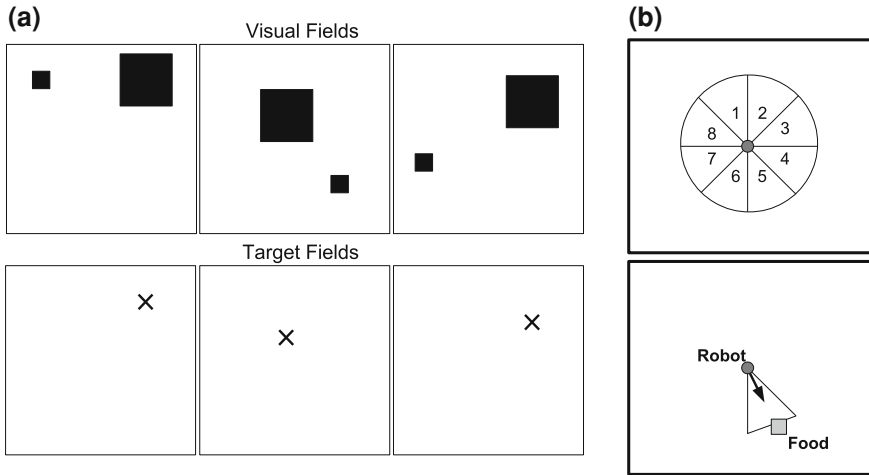 (a)
Visual Fields
Target Fields
(b)
1 2
8 3
7 4
6 5
Robot
Food